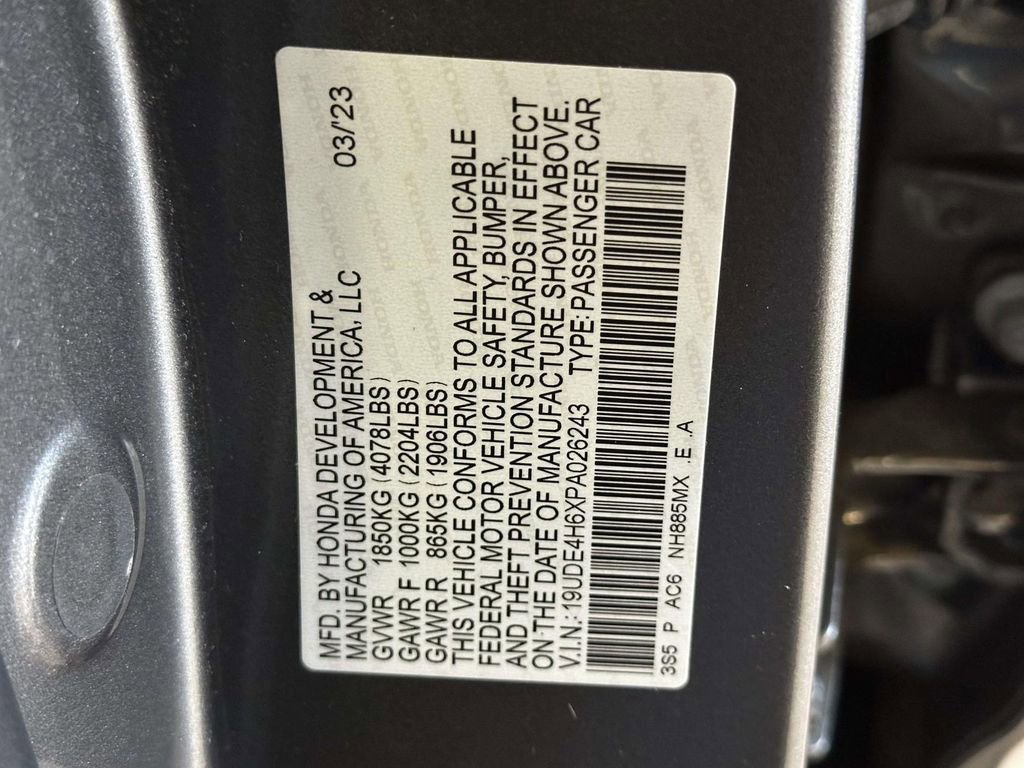 MFD. BY HONDA DEVELOPMENT &
MANUFACTURING OF AMERICA, LLC 03/'23
GVWR 1850KG (4078LBS)
GAWR F 1000KG (2204LBS)
GAWR R 865KG (1906LBS)
THIS VEHICLE CONFORMS TO ALL APPLICABLE
FEDERAL MOTOR VEHICLE SAFETY, BUMPER,
AND THEFT PREVENTION STANDARDS IN EFFECT
ON THE DATE OF MANUFACTURE SHOWN ABOVE.
V.I.N.: 19UDE4H6XPA026243 TYPE: PASSENGER CAR
3S5 P AC6 NH885MX .E .A